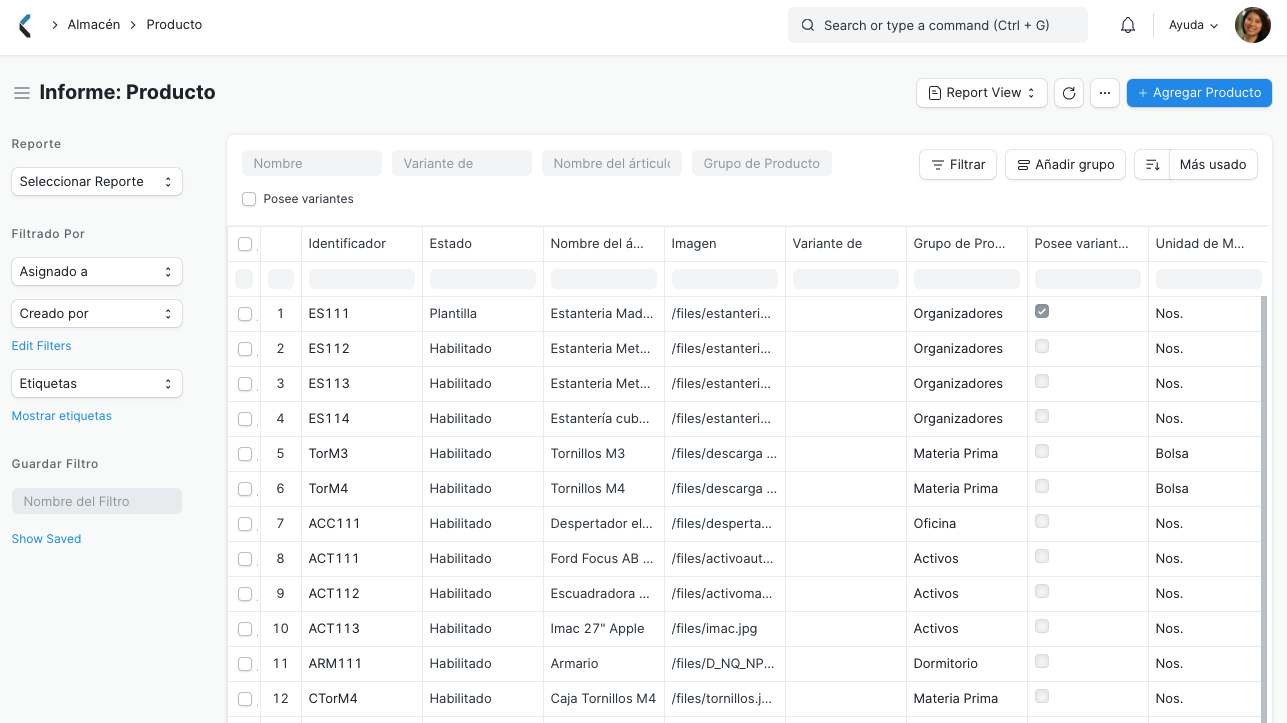 Almacén Producto Search or type a command (Ctrl + G) Ayuda
Informe: Producto Report View ... + Agregar Producto
Reporte
Seleccionar Reporte
Filtrado Por
Asignado a
Creado por
Edit Filters
Etiquetas
Mostrar etiquetas
Guardar Filtro
Nombre del Filtro
Show Saved
Nombre Variante de Nombre del árticulo Grupo de Producto Filtrar Añadir grupo Más usado
Posee variantes
Identificador Estado Nombre del á... Imagen Variante de Grupo de Pro... Posee variant... Unidad de M...
1 ES111 Plantilla Estanteria Mad... /files/estanteri... Organizadores Nos.
2 ES112 Habilitado Estanteria Met... /files/estanteri... Organizadores Nos.
3 ES113 Habilitado Estanteria Met... /files/estanteri... Organizadores Nos.
4 ES114 Habilitado Estantería cub... /files/estanteri... Organizadores Nos.
5 TorM3 Habilitado Tornillos M3 /files/descarga ... Materia Prima Bolsa
6 TorM4 Habilitado Tornillos M4 /files/descarga ... Materia Prima Bolsa
7 ACC111 Habilitado Despertador el... /files/desperta... Oficina Nos.
8 ACT111 Habilitado Ford Focus AB ... /files/activoaut... Activos Nos.
9 ACT112 Habilitado Escuadradora ... /files/activoma... Activos Nos.
10 ACT113 Habilitado Imac 27" Apple /files/imac.jpg Activos Nos.
11 ARM111 Habilitado Armario /files/D_NQ_NP... Dormitorio Nos.
12 CTorM4 Habilitado Caja Tornillos M4 /files/tornillos.j... Materia Prima Nos.